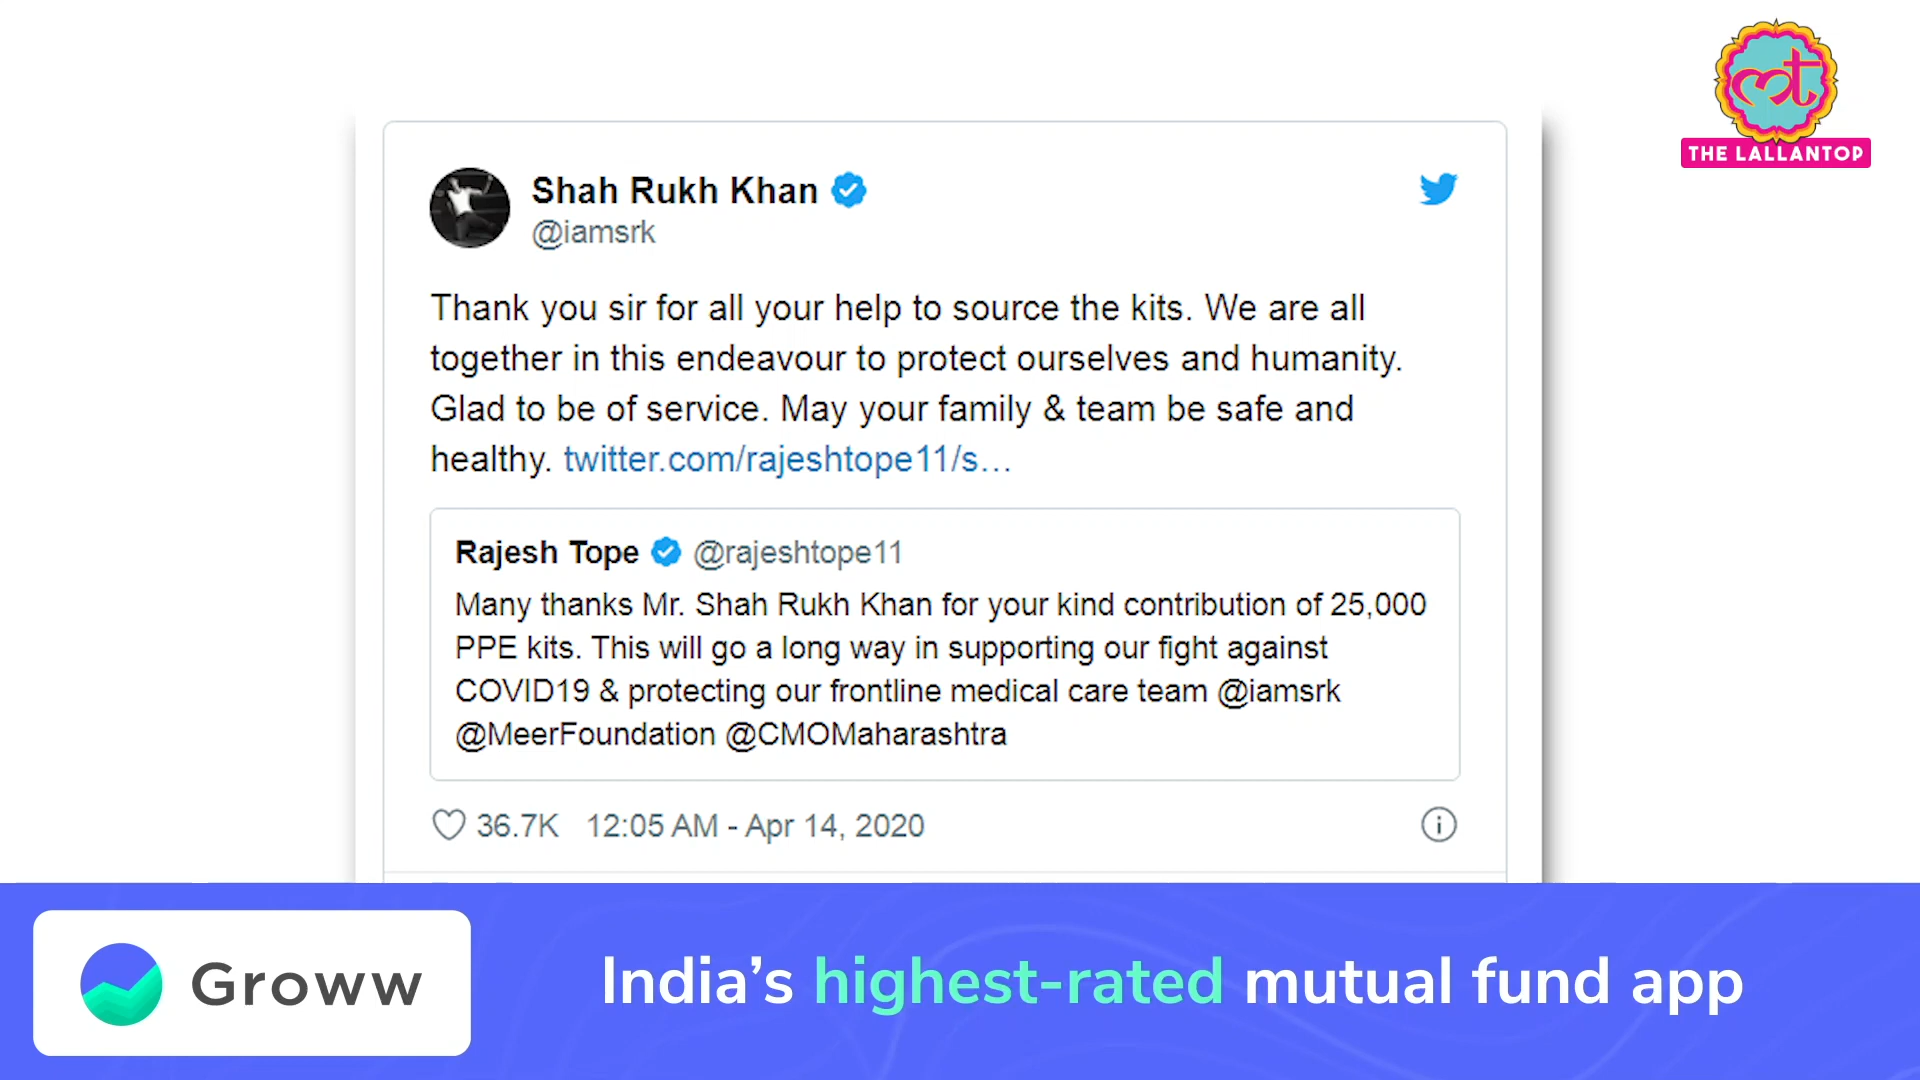 मत
THE LALLANTOP
Shah Rukh Khan
@iamsrk
Thank you sir for all your help to source the kits. We are all
together in this endeavour to protect ourselves and humanity.
Glad to be of service. May your family & team be safe and
healthy. twitter.com/rajeshtope11/s…
Rajesh Tope @rajeshtope11
Many thanks Mr. Shah Rukh Khan for your kind contribution of 25,000
PPE kits. This will go a long way in supporting our fight against
COVID19 & protecting our frontline medical care team @iamsrk
@MeerFoundation @CMOMaharashtra
36.7K 12:05 AM - Apr 14, 2020
Groww
India's highest-rated mutual fund app